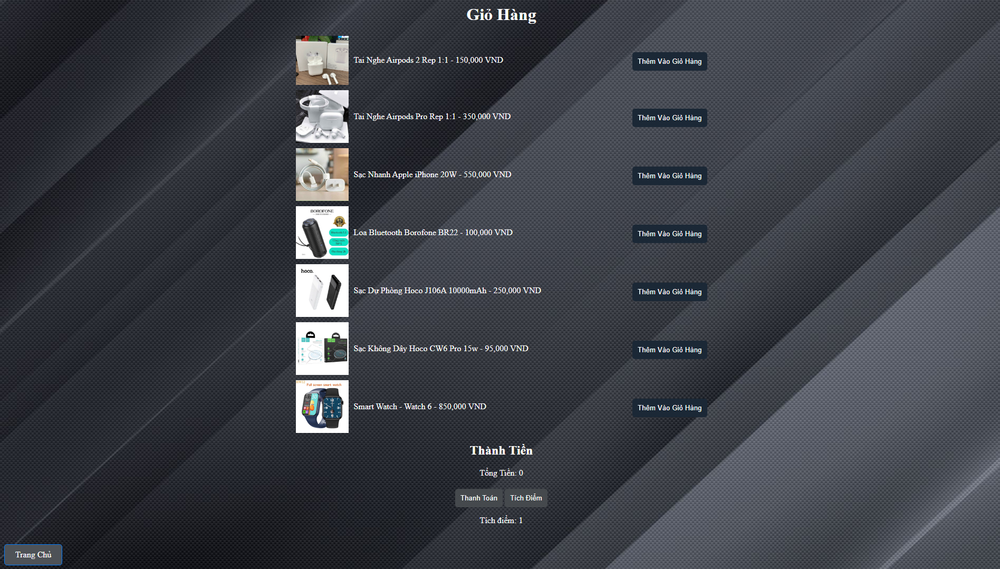 Giỏ Hàng
Tai Nghe Airpods 2 Rep 1:1 - 150,000 VND
Thêm Vào Giỏ Hàng
Tai Nghe Airpods Pro Rep 1:1 - 350,000 VND
Thêm Vào Giỏ Hàng
Sạc Nhanh Apple iPhone 20W - 550,000 VND
Thêm Vào Giỏ Hàng
BOROFONE
Bluetooth 5.1
Loa Bluetooth Borofone BR22 - 100,000 VND
Thêm Vào Giỏ Hàng
hoco.
Sạc Dự Phòng Hoco J106A 10000mAh - 250,000 VND
Thêm Vào Giỏ Hàng
Sạc Không Dây Hoco CW6 Pro 15w - 95,000 VND
Thêm Vào Giỏ Hàng
Full screen smart watch
Smart Watch - Watch 6 - 850,000 VND
Thêm Vào Giỏ Hàng
Thành Tiền
Tổng Tiền: 0
Thanh Toán Tích Điểm
Tích điểm: 1
Trang Chủ